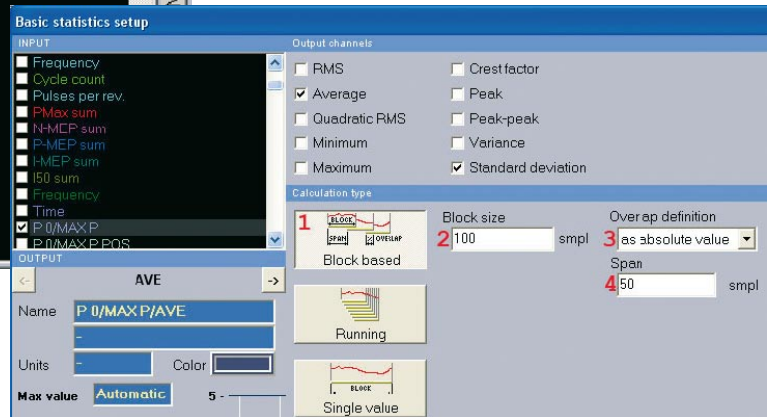 Basic statistics setup
INPUT
Frequency
Cycle count
Pulses per rev.
PMax sum
N-MEP sum
P-MEP sum
I-MEP sum
I50 sum
Frequency
Time
P 0/MAX P
P 0/MAX P POS
OUTPUT
<- AVE ->
Name P 0/MAX P/AVE
-
Units - Color
Max value Automatic 5 -
Output channels
RMS Crest factor
Average Peak
Quadratic RMS Peak-peak
Minimum Variance
Maximum Standard deviation
Calculation type
1 BLOCK
SPAN OVERLAP
Block based
Running
BLOCK
Single value
Block size
2 100 smpl
Overlap definition
3 as absolute value
Span
4 50 smpl